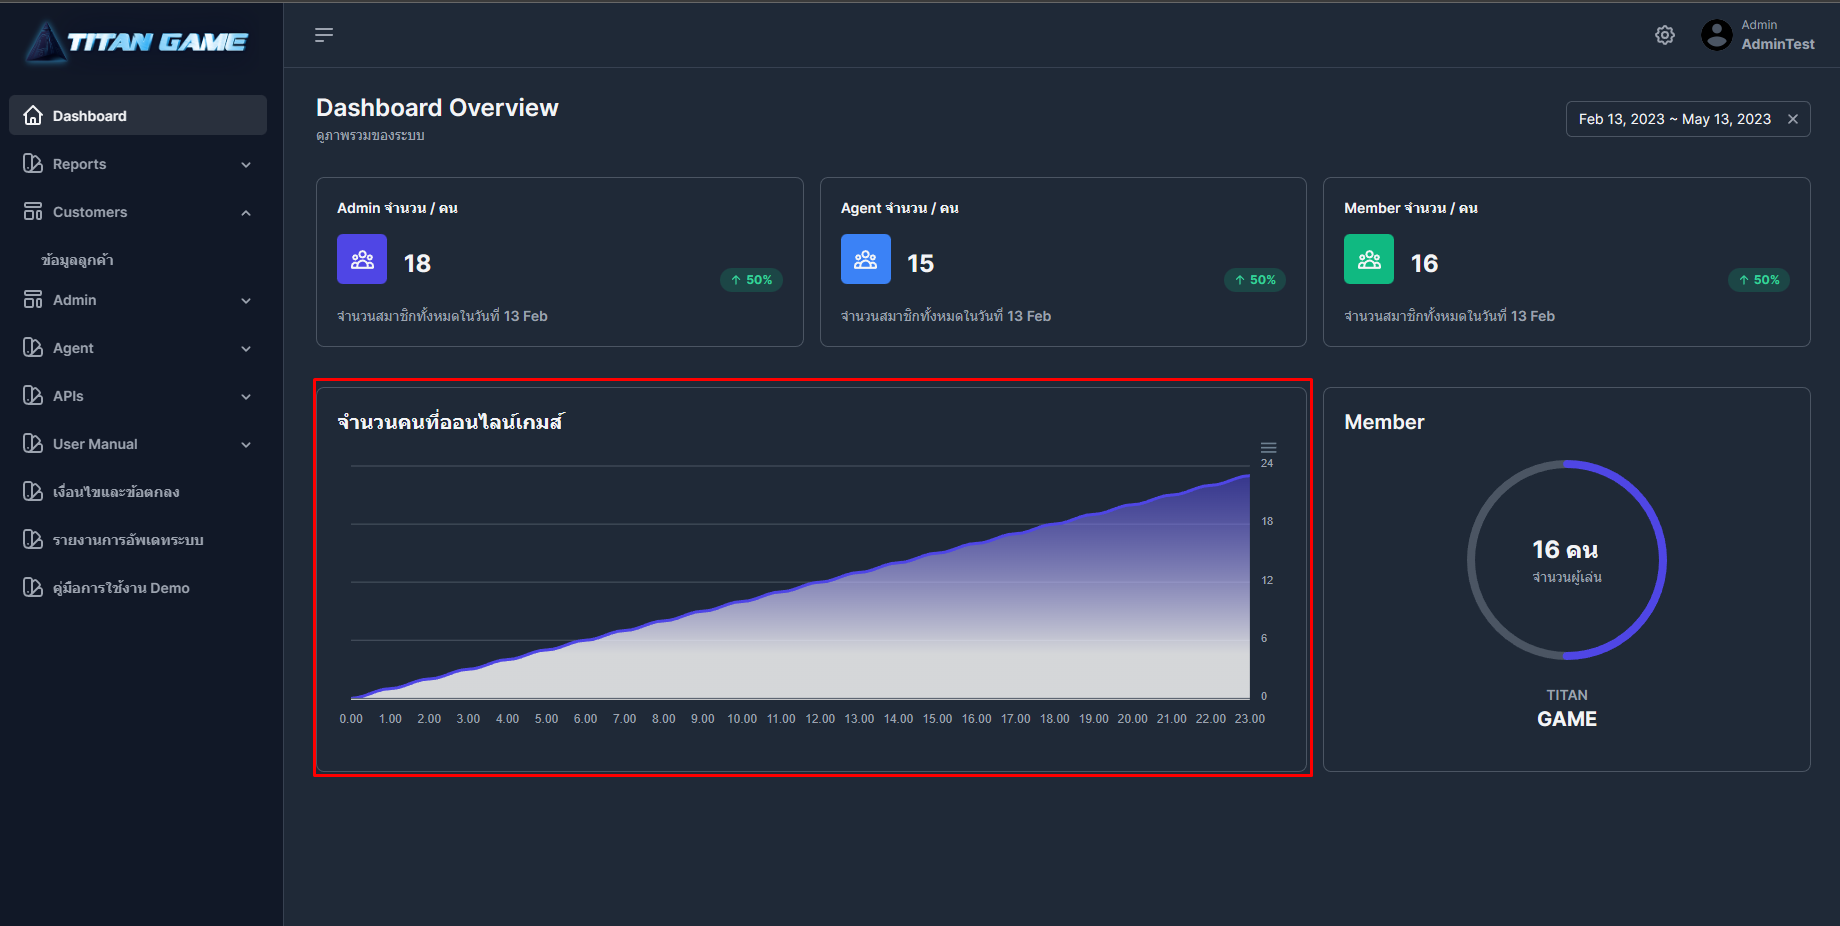 TITAN GAME
Admin
AdminTest
Dashboard
Reports
Customers
ข้อมูลลูกค้า
Admin
Agent
APIs
User Manual
เงื่อนไขและข้อตกลง
รายงานการอัพเดทระบบ
คู่มือการใช้งาน Demo
Dashboard Overview
ดูภาพรวมของระบบ
Feb 13, 2023 ~ May 13, 2023
Admin จำนวน / คน
18
50%
จำนวนสมาชิกทั้งหมดในวันที่ 13 Feb
Agent จำนวน / คน
15
50%
จำนวนสมาชิกทั้งหมดในวันที่ 13 Feb
Member จำนวน / คน
16
50%
จำนวนสมาชิกทั้งหมดในวันที่ 13 Feb
จำนวนคนที่ออนไลน์เกมส์
24
18
12
6
0
0.00 1.00 2.00 3.00 4.00 5.00 6.00 7.00 8.00 9.00 10.00 11.00 12.00 13.00 14.00 15.00 16.00 17.00 18.00 19.00 20.00 21.00 22.00 23.00
Member
16 คน
จำนวนผู้เล่น
TITAN
GAME